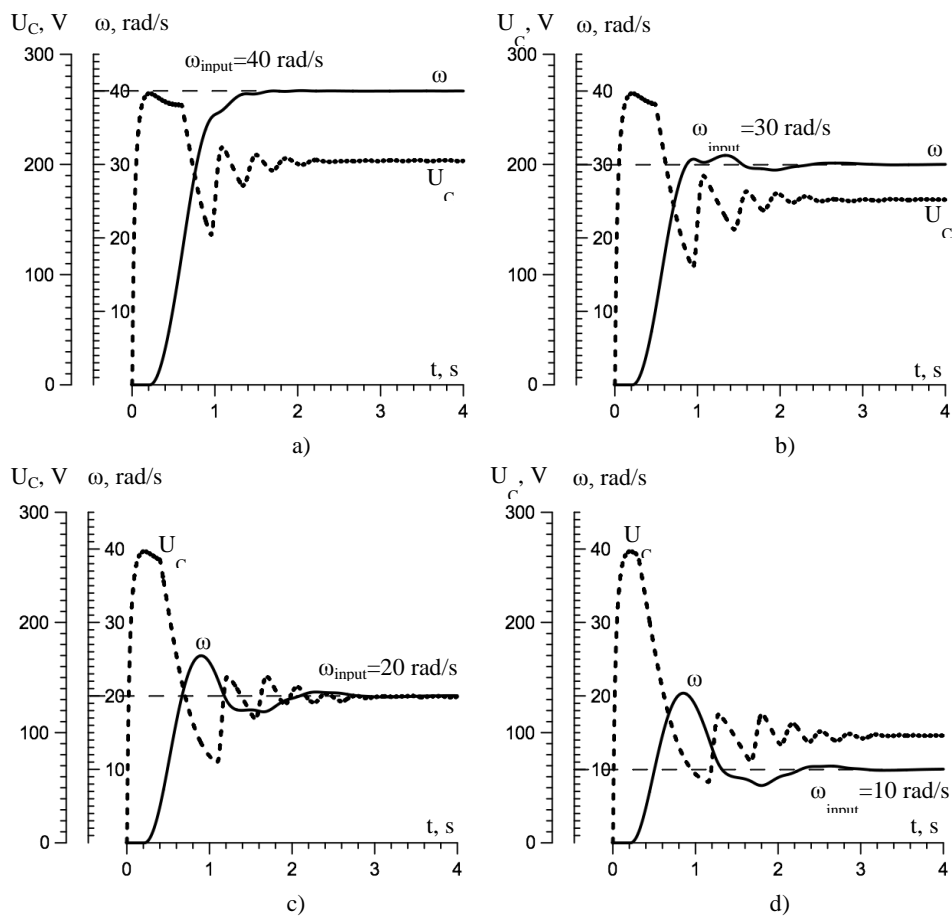 U_C, V ω, rad/s
300
200
100
0
40
30
20
10
ω_input=40 rad/s
ω
U_C
t, s
0 1 2 3 4
a)
U_C, V ω, rad/s
300
200
100
0
40
30
20
10
ω_input=30 rad/s
ω
U_C
t, s
0 1 2 3 4
b)
U_C, V ω, rad/s
300
200
100
0
40
30
20
10
U_C
ω
ω_input=20 rad/s
t, s
0 1 2 3 4
c)
U_C, V ω, rad/s
300
200
100
0
40
30
20
10
U_C
ω
ω_input=10 rad/s
t, s
0 1 2 3 4
d)